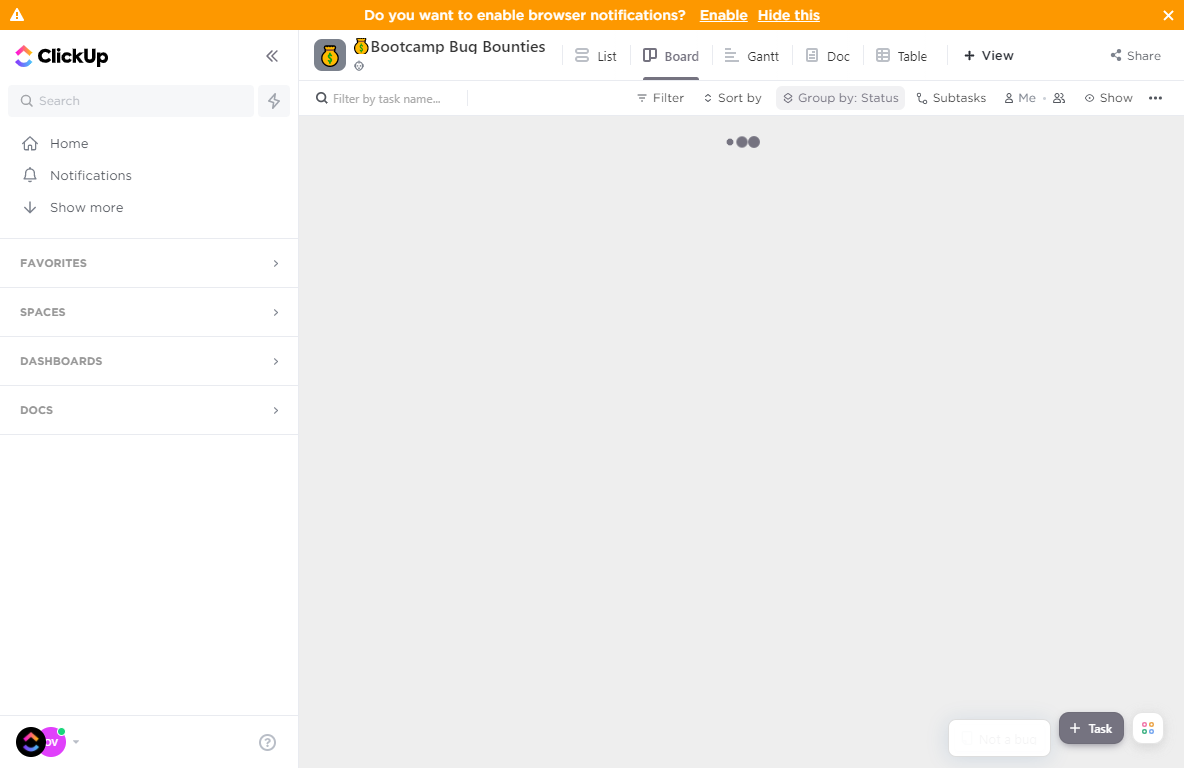 Do you want to enable browser notifications? Enable Hide this
ClickUp
Search
Home
Notifications
Show more
FAVORITES
SPACES
DASHBOARDS
DOCS
Bootcamp Bug Bounties
List
Board
Gantt
Doc
Table
+ View
Share
Filter by task name...
Filter
Sort by
Group by: Status
Subtasks
Me
Show
+ Task
Not a bug
DV